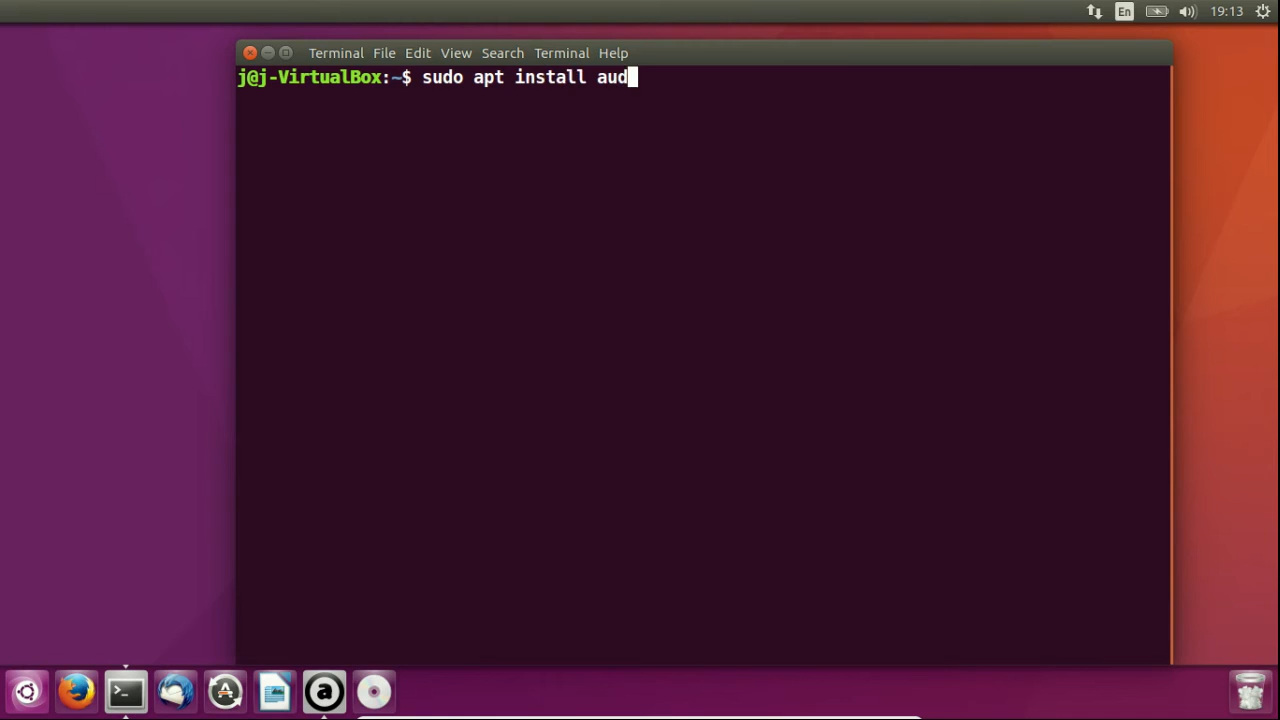 En 19:13
Terminal File Edit View Search Terminal Help
j@j-VirtualBox:~$ sudo apt install aud
a